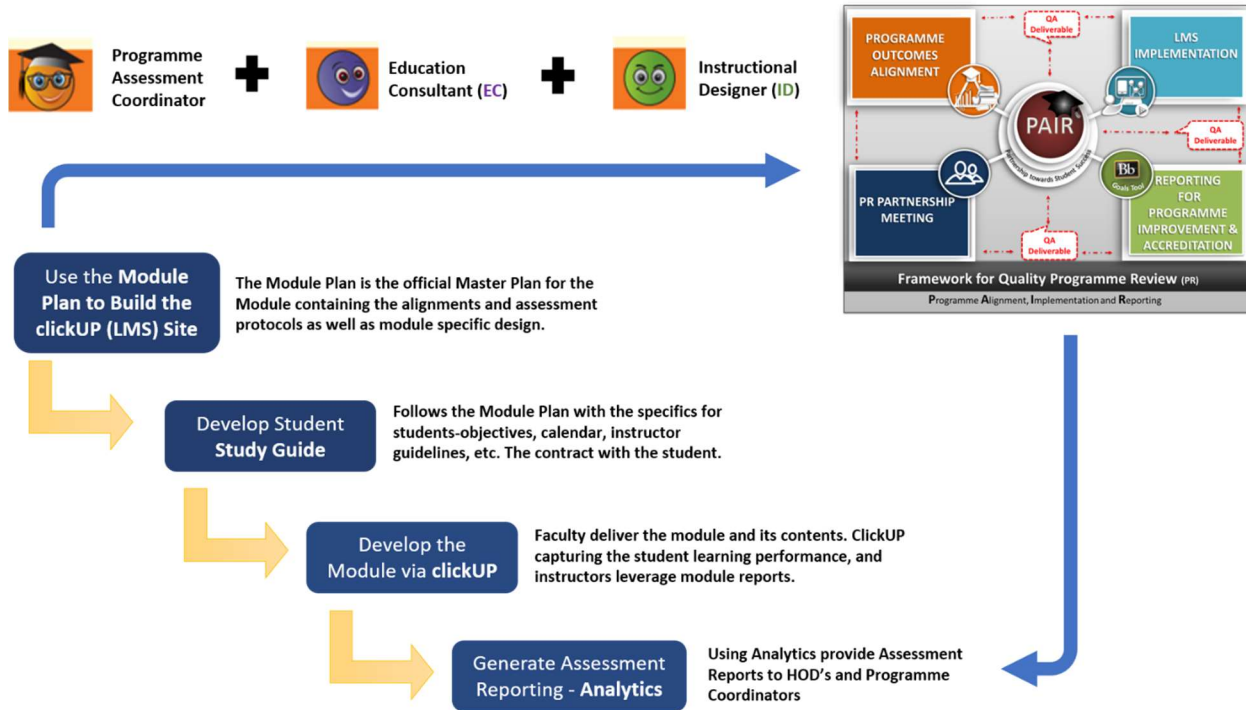 Programme
Assessment
Coordinator
Education
Consultant (EC)
Instructional
Designer (ID)
PROGRAMME
OUTCOMES
ALIGNMENT
QA
Deliverable
LMS
IMPLEMENTATION
PAIR
Partnership towards Student Success
QA
Deliverable
PR PARTNERSHIP
MEETING
Bb
Goals Tool
REPORTING
FOR
PROGRAMME
IMPROVEMENT &
ACCREDITATION
QA
Deliverable
Framework for Quality Programme Review (PR)
Programme Alignment, Implementation and Reporting
Use the Module
Plan to Build the
clickUP (LMS) Site
The Module Plan is the official Master Plan for the
Module containing the alignments and assessment
protocols as well as module specific design.
Develop Student
Study Guide
Follows the Module Plan with the specifics for
students-objectives, calendar, instructor
guidelines, etc. The contract with the student.
Develop the
Module via clickUP
Faculty deliver the module and its contents. ClickUP
capturing the student learning performance, and
instructors leverage module reports.
Generate Assessment
Reporting - Analytics
Using Analytics provide Assessment
Reports to HOD's and Programme
Coordinators